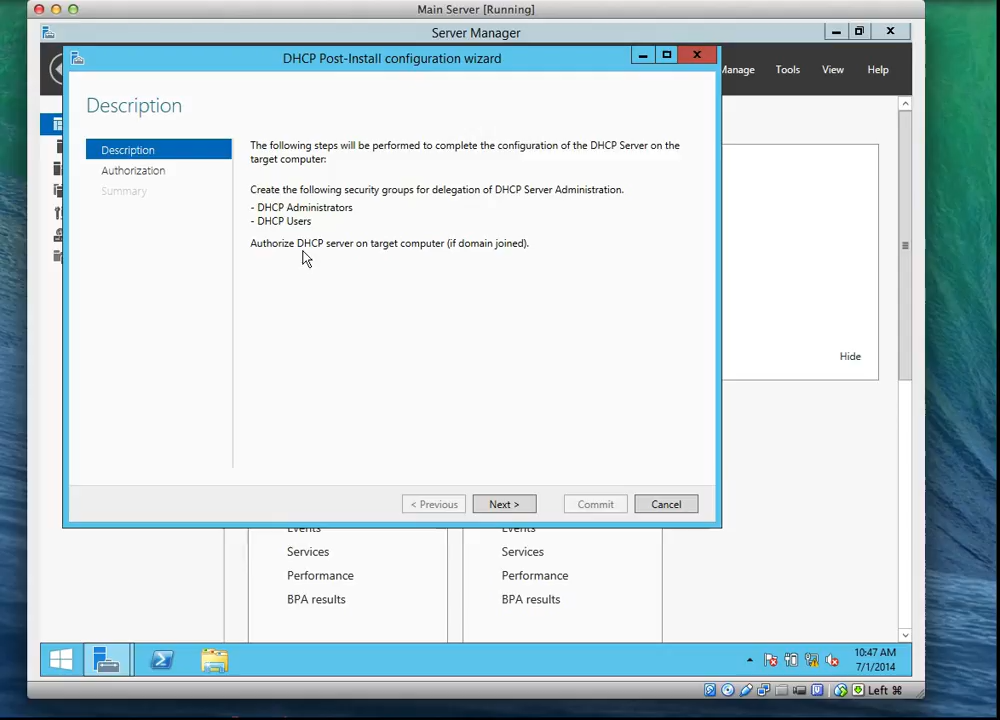 Main Server [Running]
Server Manager
DHCP Post-Install configuration wizard
Manage Tools View Help
Description
Description
Authorization
Summary
The following steps will be performed to complete the configuration of the DHCP Server on the
target computer:
Create the following security groups for delegation of DHCP Server Administration.
- DHCP Administrators
- DHCP Users
Authorize DHCP server on target computer (if domain joined).
Hide
< Previous Next > Commit Cancel
Events Events
Services Services
Performance Performance
BPA results BPA results
10:47 AM
7/1/2014
Left ⌘